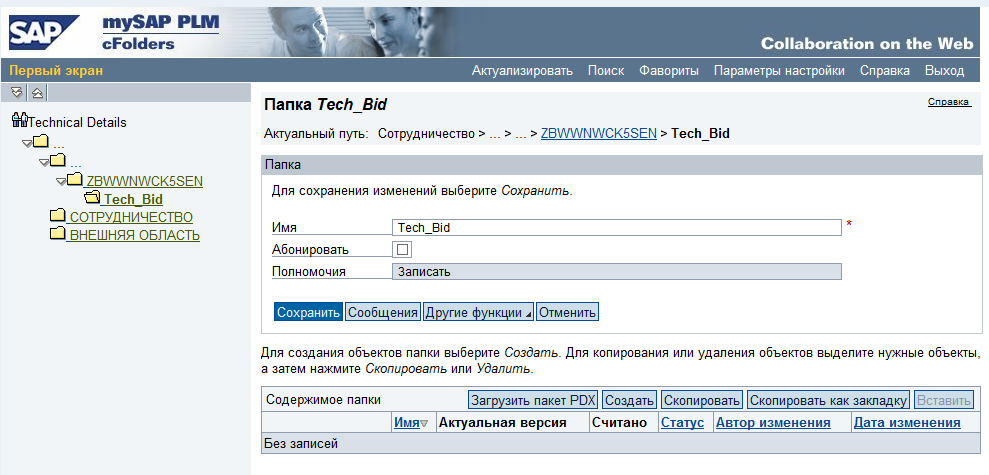 SAP
mySAP PLM
cFolders
Collaboration on the Web
Первый экран
Актуализировать Поиск Фавориты Параметры настройки Справка Выход
Technical Details
...
...
ZBWWNWCK5SEN
Tech_Bid
СОТРУДНИЧЕСТВО
ВНЕШНЯЯ ОБЛАСТЬ
Папка Tech_Bid
Справка
Актуальный путь: Сотрудничество > ... > ... > ZBWWNWCK5SEN > Tech_Bid
Папка
Для сохранения изменений выберите Сохранить.
Имя Tech_Bid *
Абонировать
Полномочия Записать
Сохранить Сообщения Другие функции Отменить
Для создания объектов папки выберите Создать. Для копирования или удаления объектов выделите нужные объекты,
а затем нажмите Скопировать или Удалить.
Содержимое папки Загрузить пакет PDX Создать Скопировать Скопировать как закладку Вставить
Имя Актуальная версия Считано Статус Автор изменения Дата изменения
Без записей